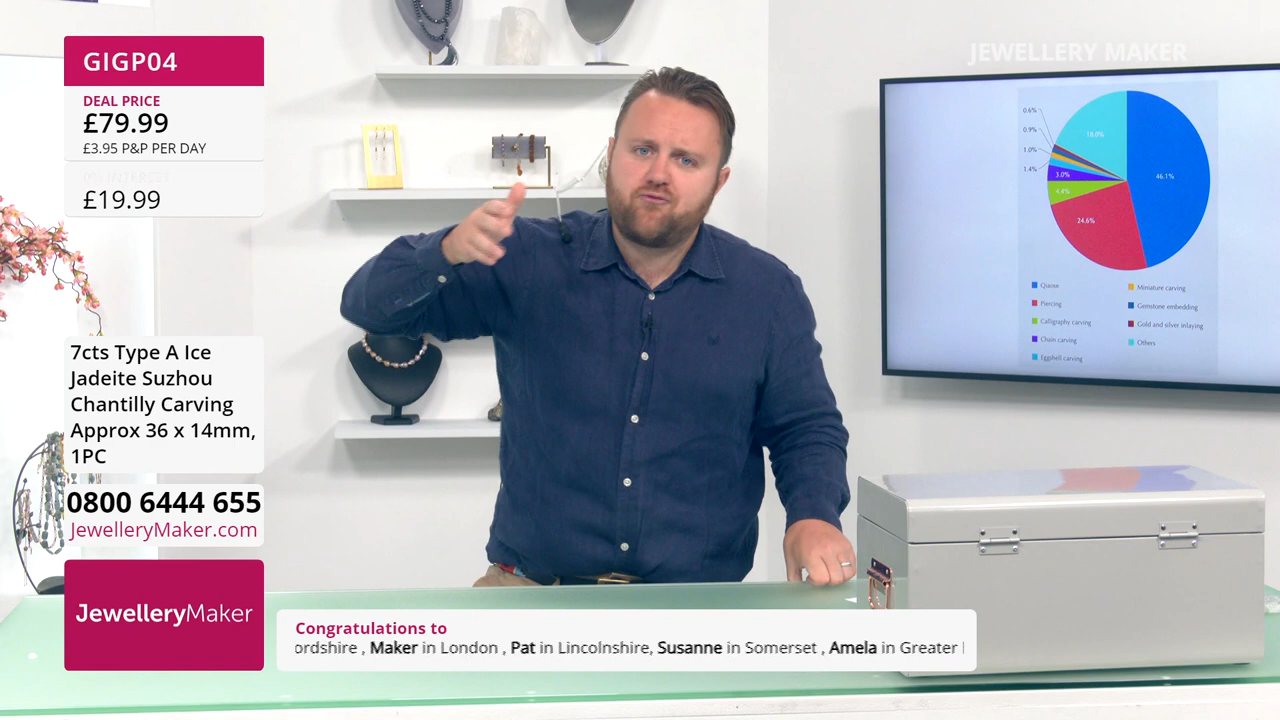 GIGP04
DEAL PRICE
£79.99
£3.95 P&P PER DAY
0% INTEREST
£19.99
7cts Type A Ice
Jadeite Suzhou
Chantilly Carving
Approx 36 x 14mm,
1PC
0800 6444 655
JewelleryMaker.com
JewelleryMaker
Congratulations to
ordshire , Maker in London , Pat in Lincolnshire, Susanne in Somerset , Amela in Greater
JEWELLERY MAKER
0.6%
0.9%
1.0%
1.4%
18.0%
3.0%
4.4%
24.6%
46.1%
Piercing
Calligraphy carving
Chain carving
Eggshell carving
Miniature carving
Gemstone embedding
Gold and silver inlaying
Others